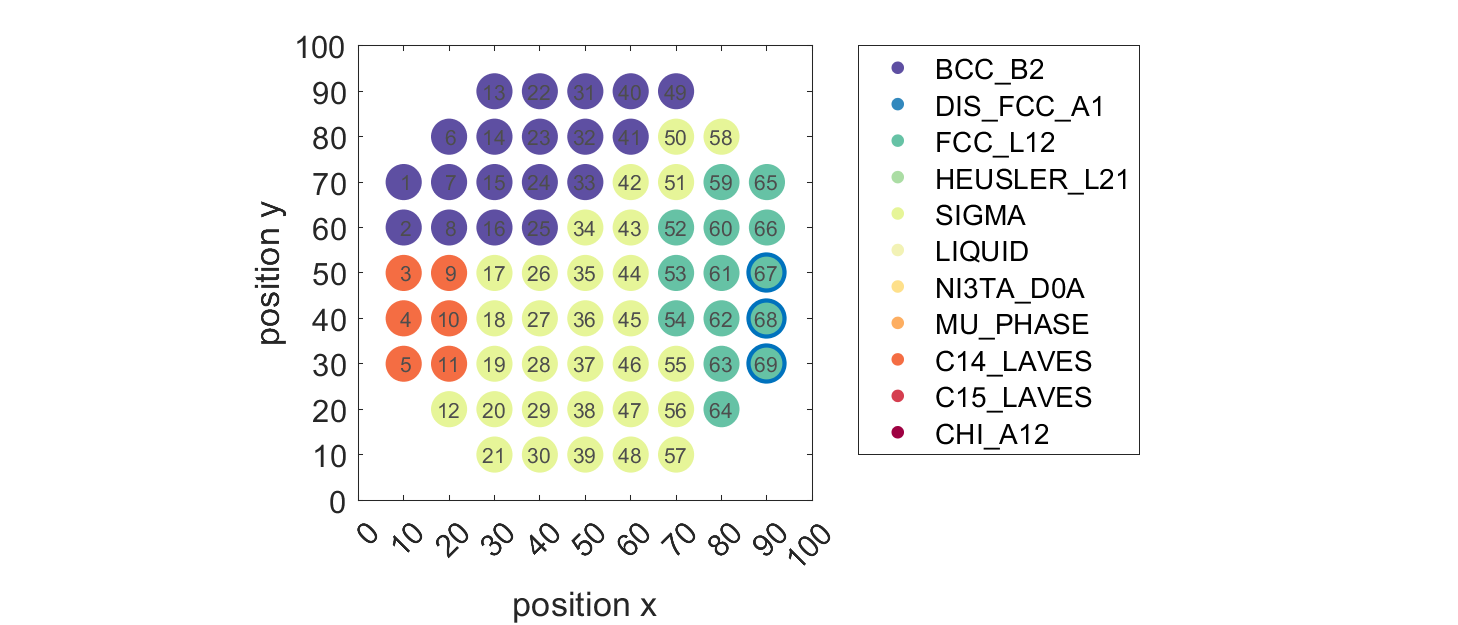 100
90
80
70
60
50
40
30
20
10
0
position y
13 22 31 40 49
6 14 23 32 41 50 58
1 7 15 24 33 42 51 59 65
2 8 16 25 34 43 52 60 66
3 9 17 26 35 44 53 61 67
4 10 18 27 36 45 54 62 68
5 11 19 28 37 46 55 63 69
12 20 29 38 47 56 64
21 30 39 48 57
0 10 20 30 40 50 60 70 80 90 100
position x
BCC_B2
DIS_FCC_A1
FCC_L12
HEUSLER_L21
SIGMA
LIQUID
NI3TA_D0A
MU_PHASE
C14_LAVES
C15_LAVES
CHI_A12